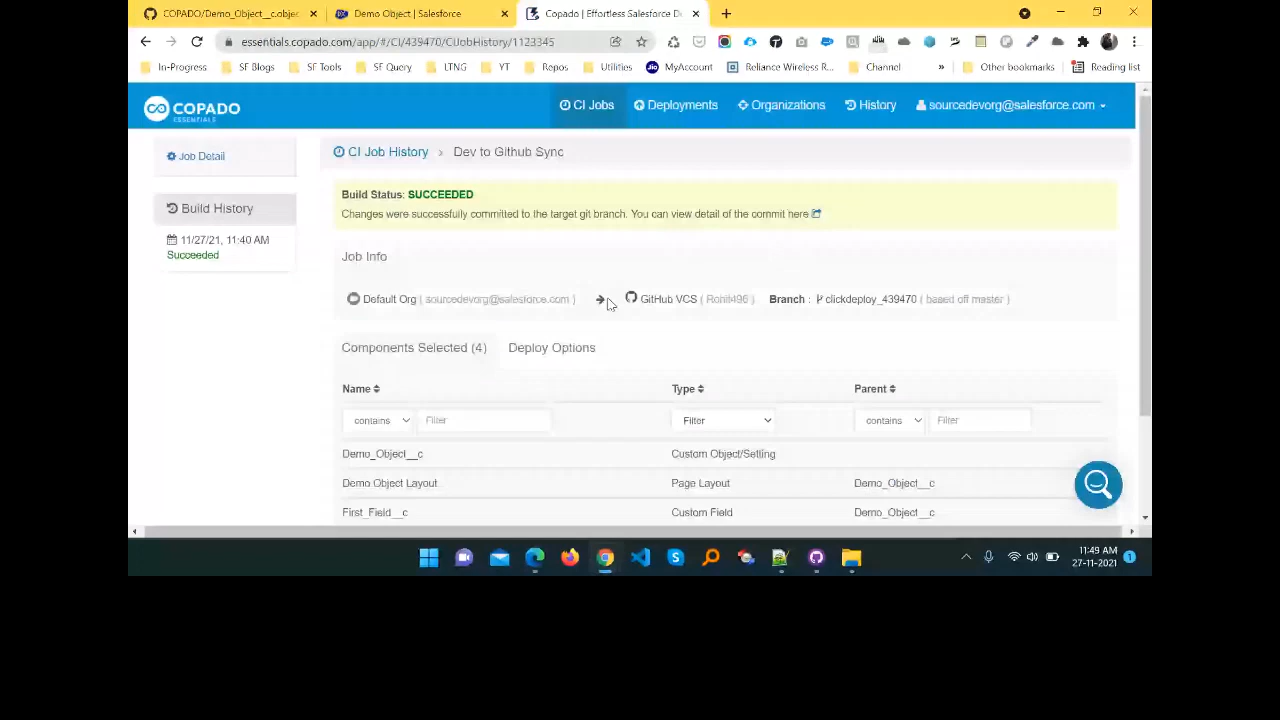 COPADO/Demo_Object__c.objec
Demo Object | Salesforce
Copado | Effortless Salesforce De
essentials.copado.com/app/#/CI/439470/CIJobHistory/1123345
In-Progress
SF Blogs
SF Tools
SF Query
LTNG
YT
Repos
Utilities
MyAccount
Reliance Wireless R...
Channel
»
Other bookmarks
Reading list
COPADO
ESSENTIALS
CI Jobs
Deployments
Organizations
History
sourcedevorg@salesforce.com
Job Detail
CI Job History > Dev to Github Sync
Build History
11/27/21, 11:40 AM
Succeeded
Build Status: SUCCEEDED
Changes were successfully committed to the target git branch. You can view detail of the commit here
Job Info
Default Org ( sourcedevorg@salesforce.com )
GitHub VCS ( Rohit496 )
Branch : clickdeploy_439470 ( based off master )
Components Selected (4)
Deploy Options
Name
Type
Parent
contains
Filter
Filter
contains
Filter
Demo_Object__c
Custom Object/Setting
Demo Object Layout
Page Layout
Demo_Object__c
First_Field__c
Custom Field
Demo_Object__c
11:49 AM
27-11-2021
1